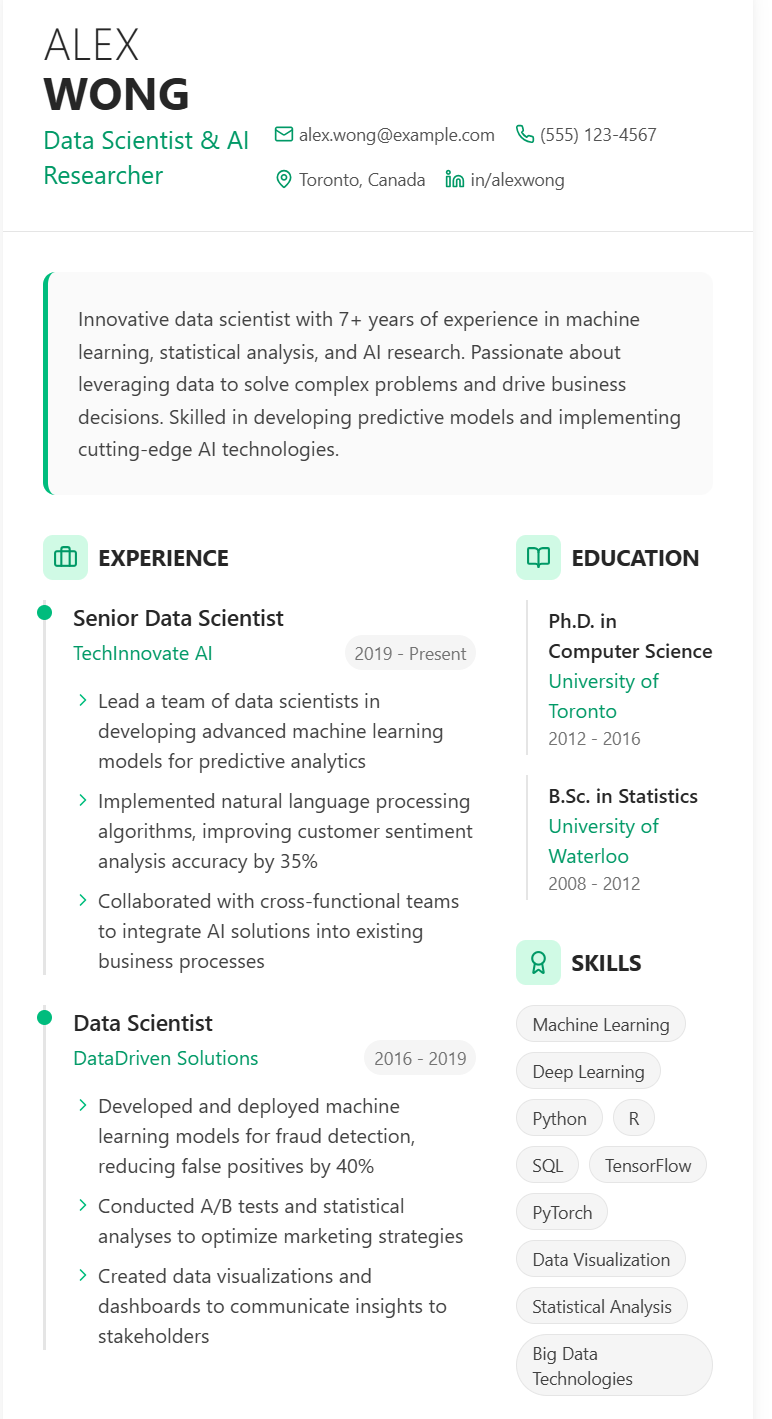 ALEX
WONG
Data Scientist & AI
Researcher
alex.wong@example.com
(555) 123-4567
Toronto, Canada
in/alexwong
Innovative data scientist with 7+ years of experience in machine
learning, statistical analysis, and AI research. Passionate about
leveraging data to solve complex problems and drive business
decisions. Skilled in developing predictive models and implementing
cutting-edge AI technologies.
EXPERIENCE
Senior Data Scientist
TechInnovate AI
2019 - Present
Lead a team of data scientists in
developing advanced machine learning
models for predictive analytics
Implemented natural language processing
algorithms, improving customer sentiment
analysis accuracy by 35%
Collaborated with cross-functional teams
to integrate AI solutions into existing
business processes
Data Scientist
DataDriven Solutions
2016 - 2019
Developed and deployed machine
learning models for fraud detection,
reducing false positives by 40%
Conducted A/B tests and statistical
analyses to optimize marketing strategies
Created data visualizations and
dashboards to communicate insights to
stakeholders
EDUCATION
Ph.D. in
Computer Science
University of
Toronto
2012 - 2016
B.Sc. in Statistics
University of
Waterloo
2008 - 2012
SKILLS
Machine Learning
Deep Learning
Python
R
SQL
TensorFlow
PyTorch
Data Visualization
Statistical Analysis
Big Data
Technologies